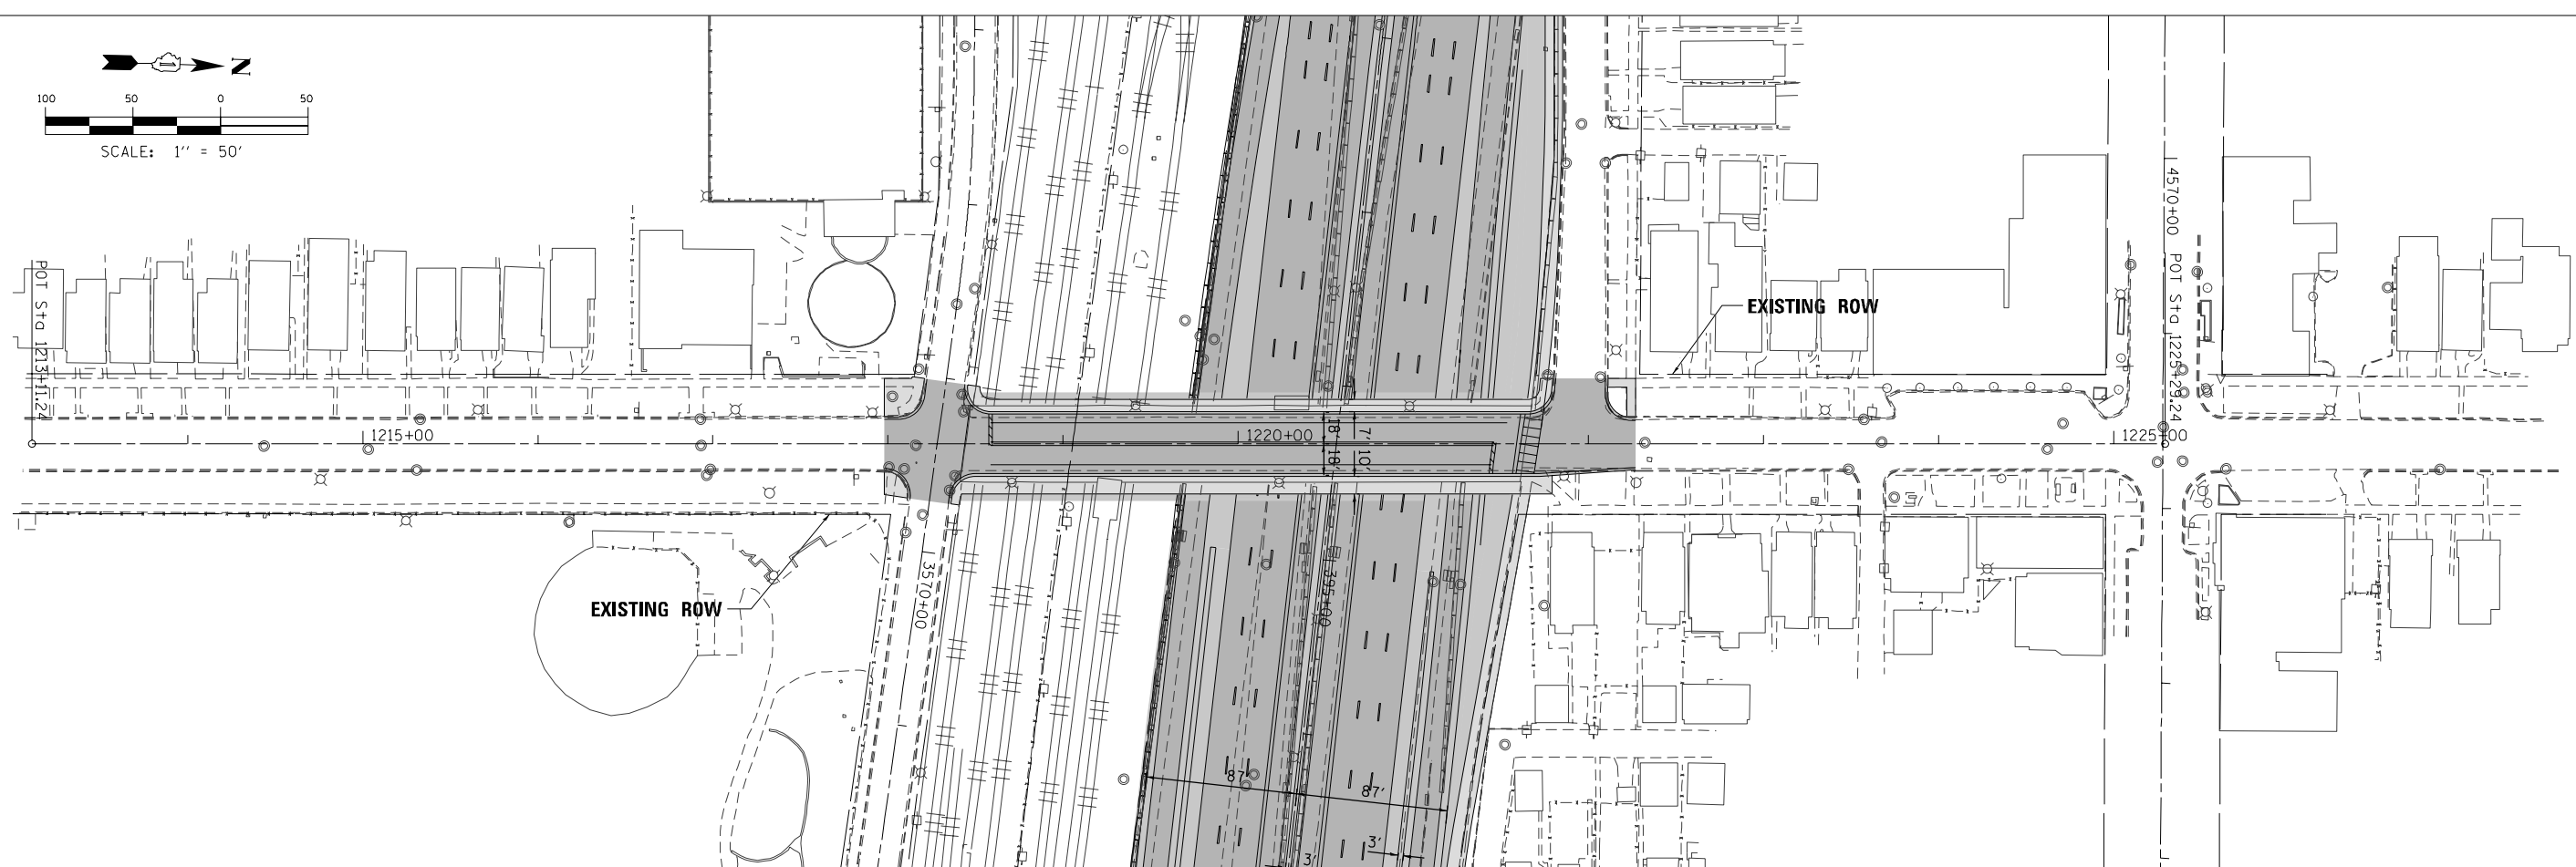 N
100 50 0 50
SCALE: 1'' = 50'
POT Sta 1213+11.24
1215+00
1220+00
1225+00
18'
18'
7'
10'
4570+00
POT Sta 1225+29.24
EXISTING ROW
EXISTING ROW
3570+00
1395+00
87'
87'
3'
3'